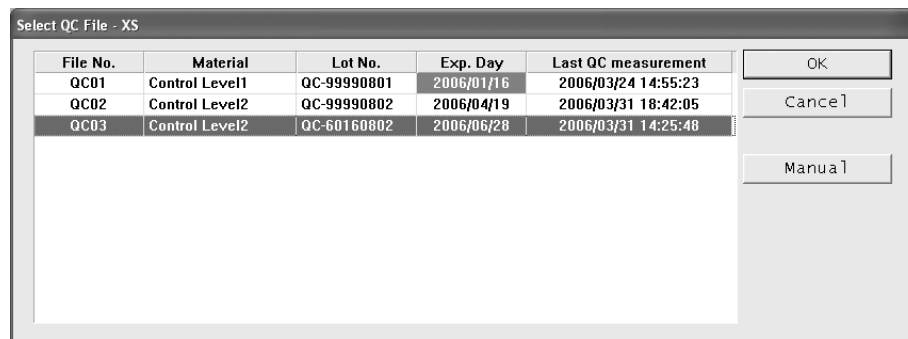 Select QC File - XS
File No. Material Lot No. Exp. Day Last QC measurement
QC01 Control Level1 QC-99990801 2006/01/16 2006/03/24 14:55:23
QC02 Control Level2 QC-99990802 2006/04/19 2006/03/31 18:42:05
QC03 Control Level2 QC-60160802 2006/06/28 2006/03/31 14:25:48
OK
Cancel
Manual